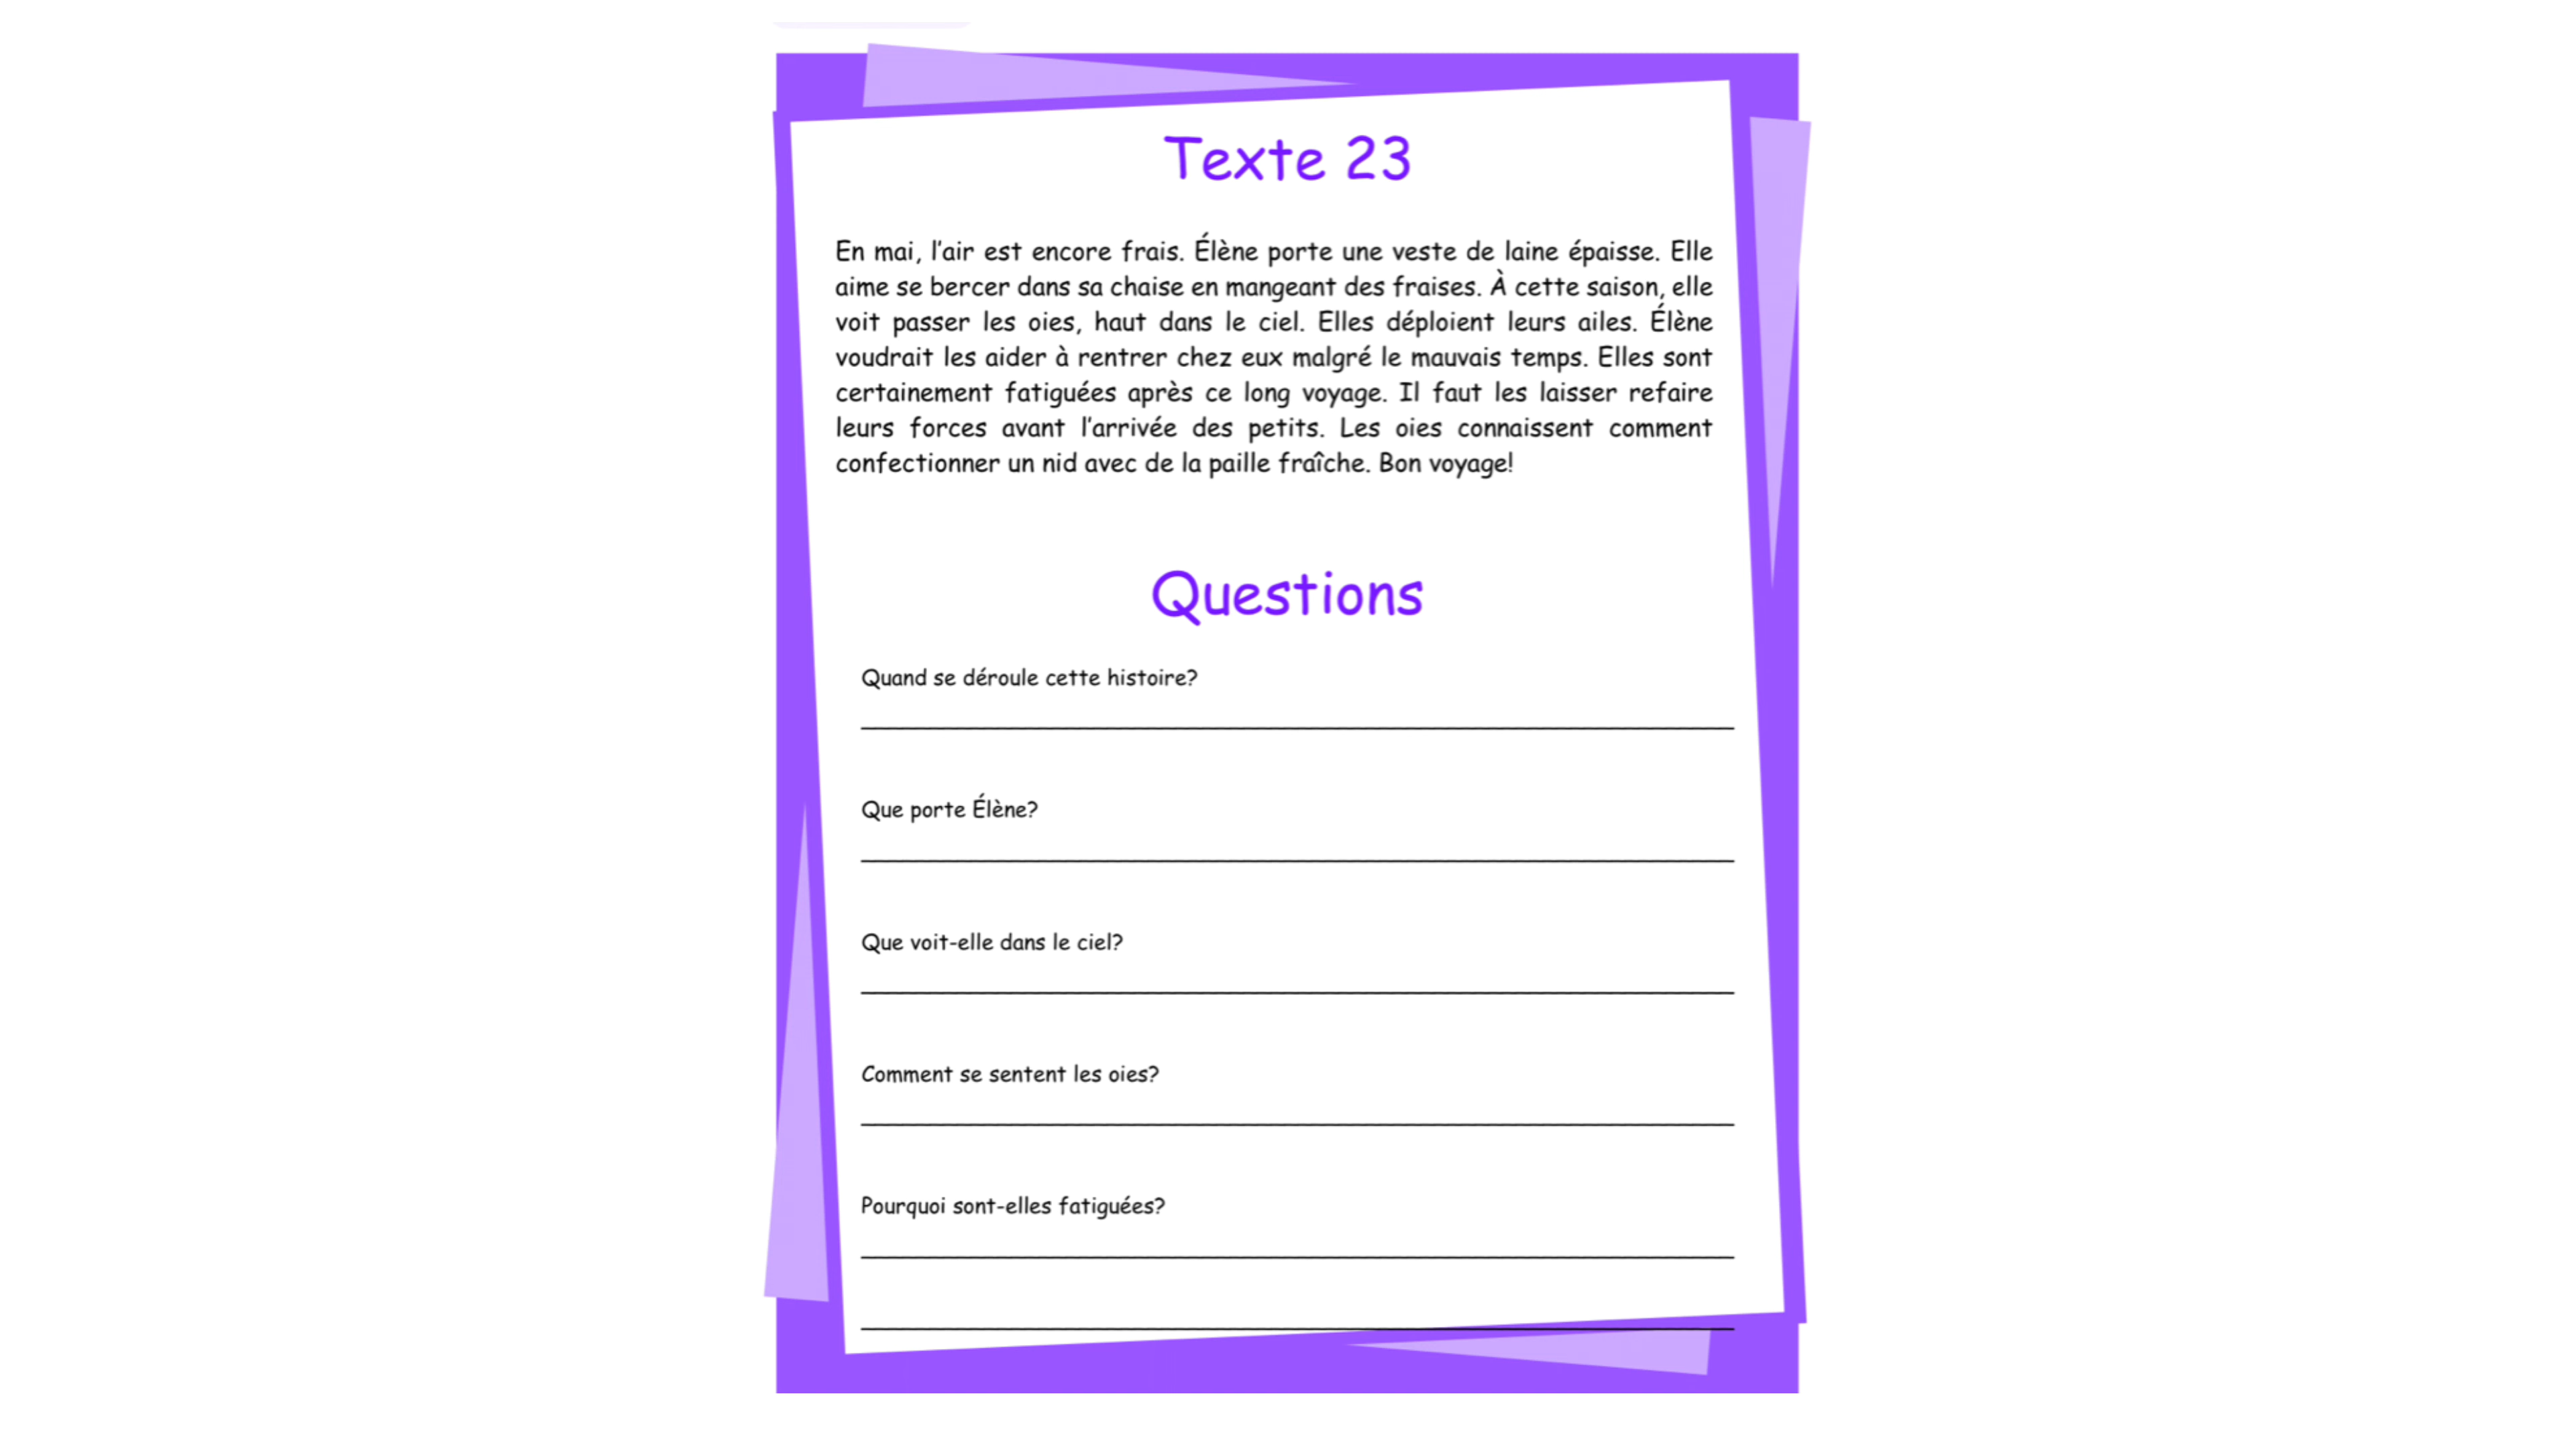 Texte 23
En mai, l’air est encore frais. Élène porte une veste de laine épaisse. Elle
aime se bercer dans sa chaise en mangeant des fraises. À cette saison, elle
voit passer les oies, haut dans le ciel. Elles déploient leurs ailes. Élène
voudrait les aider à rentrer chez eux malgré le mauvais temps. Elles sont
certainement fatiguées après ce long voyage. Il faut les laisser refaire
leurs forces avant l’arrivée des petits. Les oies connaissent comment
confectionner un nid avec de la paille fraîche. Bon voyage!
Questions
Quand se déroule cette histoire?
Que porte Élène?
Que voit-elle dans le ciel?
Comment se sentent les oies?
Pourquoi sont-elles fatiguées?